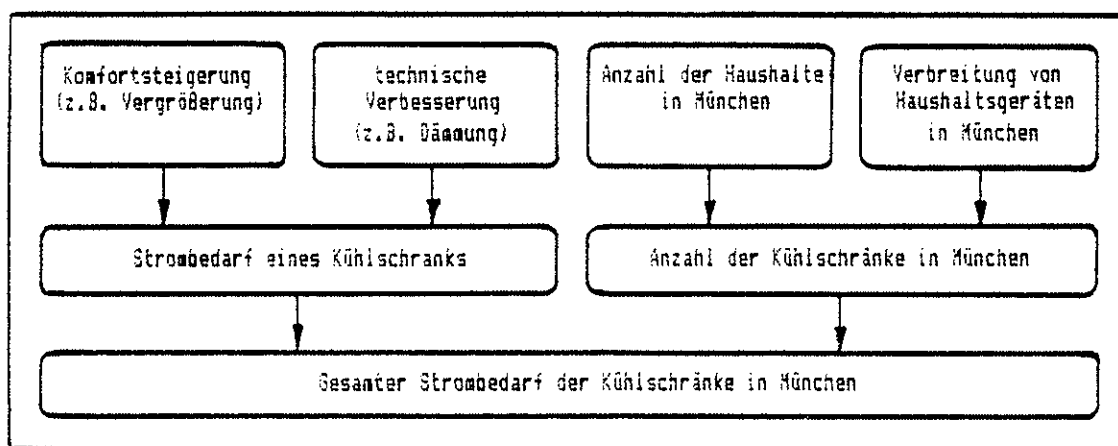 Komfortsteigerung
(z.B. Vergrößerung)
technische
Verbesserung
(z.B. Dämmung)
Anzahl der Haushalte
in München
Verbreitung von
Haushaltsgeräten
in München
Strombedarf eines Kühlschranks
Anzahl der Kühlschränke in München
Gesamter Strombedarf der Kühlschränke in München